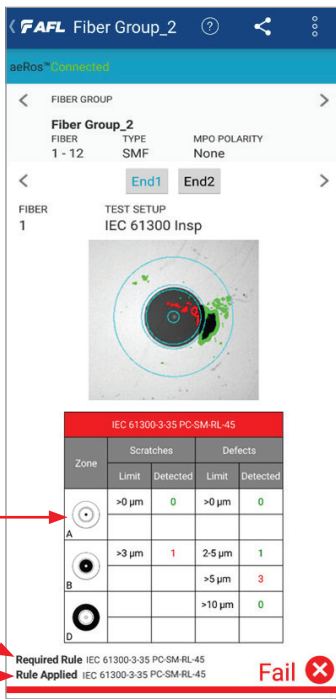 AFL Fiber Group_2 ?
aeRos™ Connected
FIBER GROUP
Fiber Group_2
FIBER TYPE MPO POLARITY
1 - 12 SMF None
End1 End2
FIBER TEST SETUP
1 IEC 61300 Insp
IEC 61300-3-35 PC-SM-RL-45
Zone Scratches Defects
Limit Detected Limit Detected
>0 µm 0 >0 µm 0
A
>3 µm 1 2-5 µm 1
>5 µm 3
B
>10 µm 0
D
Required Rule IEC 61300-3-35 PC-SM-RL-45
Rule Applied IEC 61300-3-35 PC-SM-RL-45
Fail